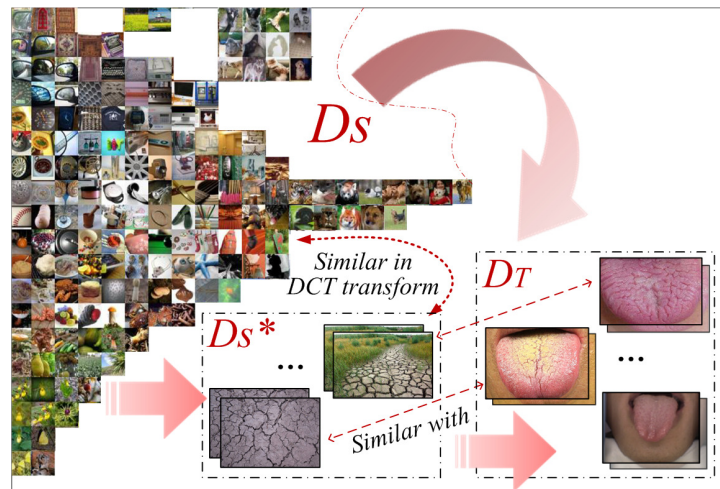 Ds
Similar in
DCT transform
DT
Ds*
...
...
Similar with